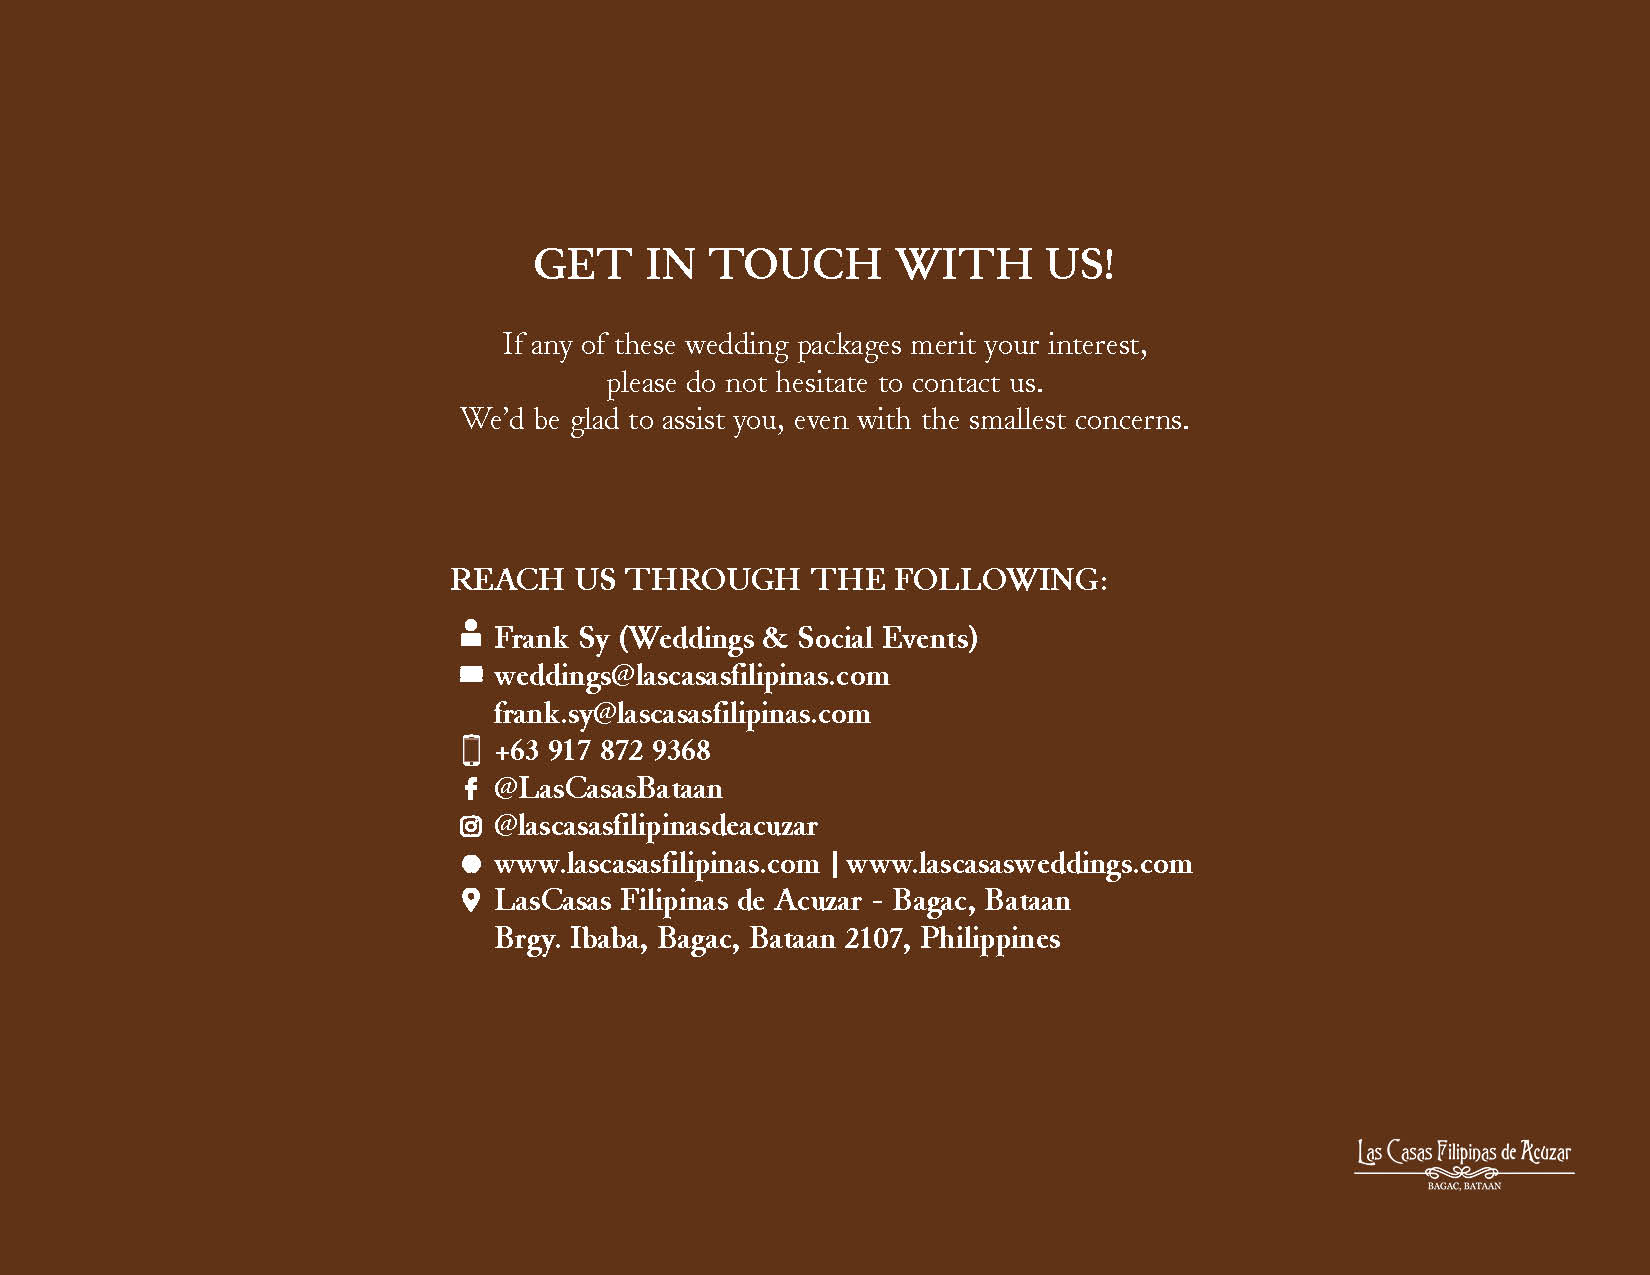 GET IN TOUCH WITH US!
If any of these wedding packages merit your interest,
please do not hesitate to contact us.
We'd be glad to assist you, even with the smallest concerns.
REACH US THROUGH THE FOLLOWING:
Frank Sy (Weddings & Social Events)
weddings@lascasasfilipinas.com
frank.sy@lascasasfilipinas.com
+63 917 872 9368
@LasCasasBataan
@lascasasfilipinasdeacuzar
www.lascasasfilipinas.com | www.lascasasweddings.com
LasCasas Filipinas de Acuzar - Bagac, Bataan
Brgy. Ibaba, Bagac, Bataan 2107, Philippines
Las Casas Filipinas de Acuzar
BAGAC, BATAAN